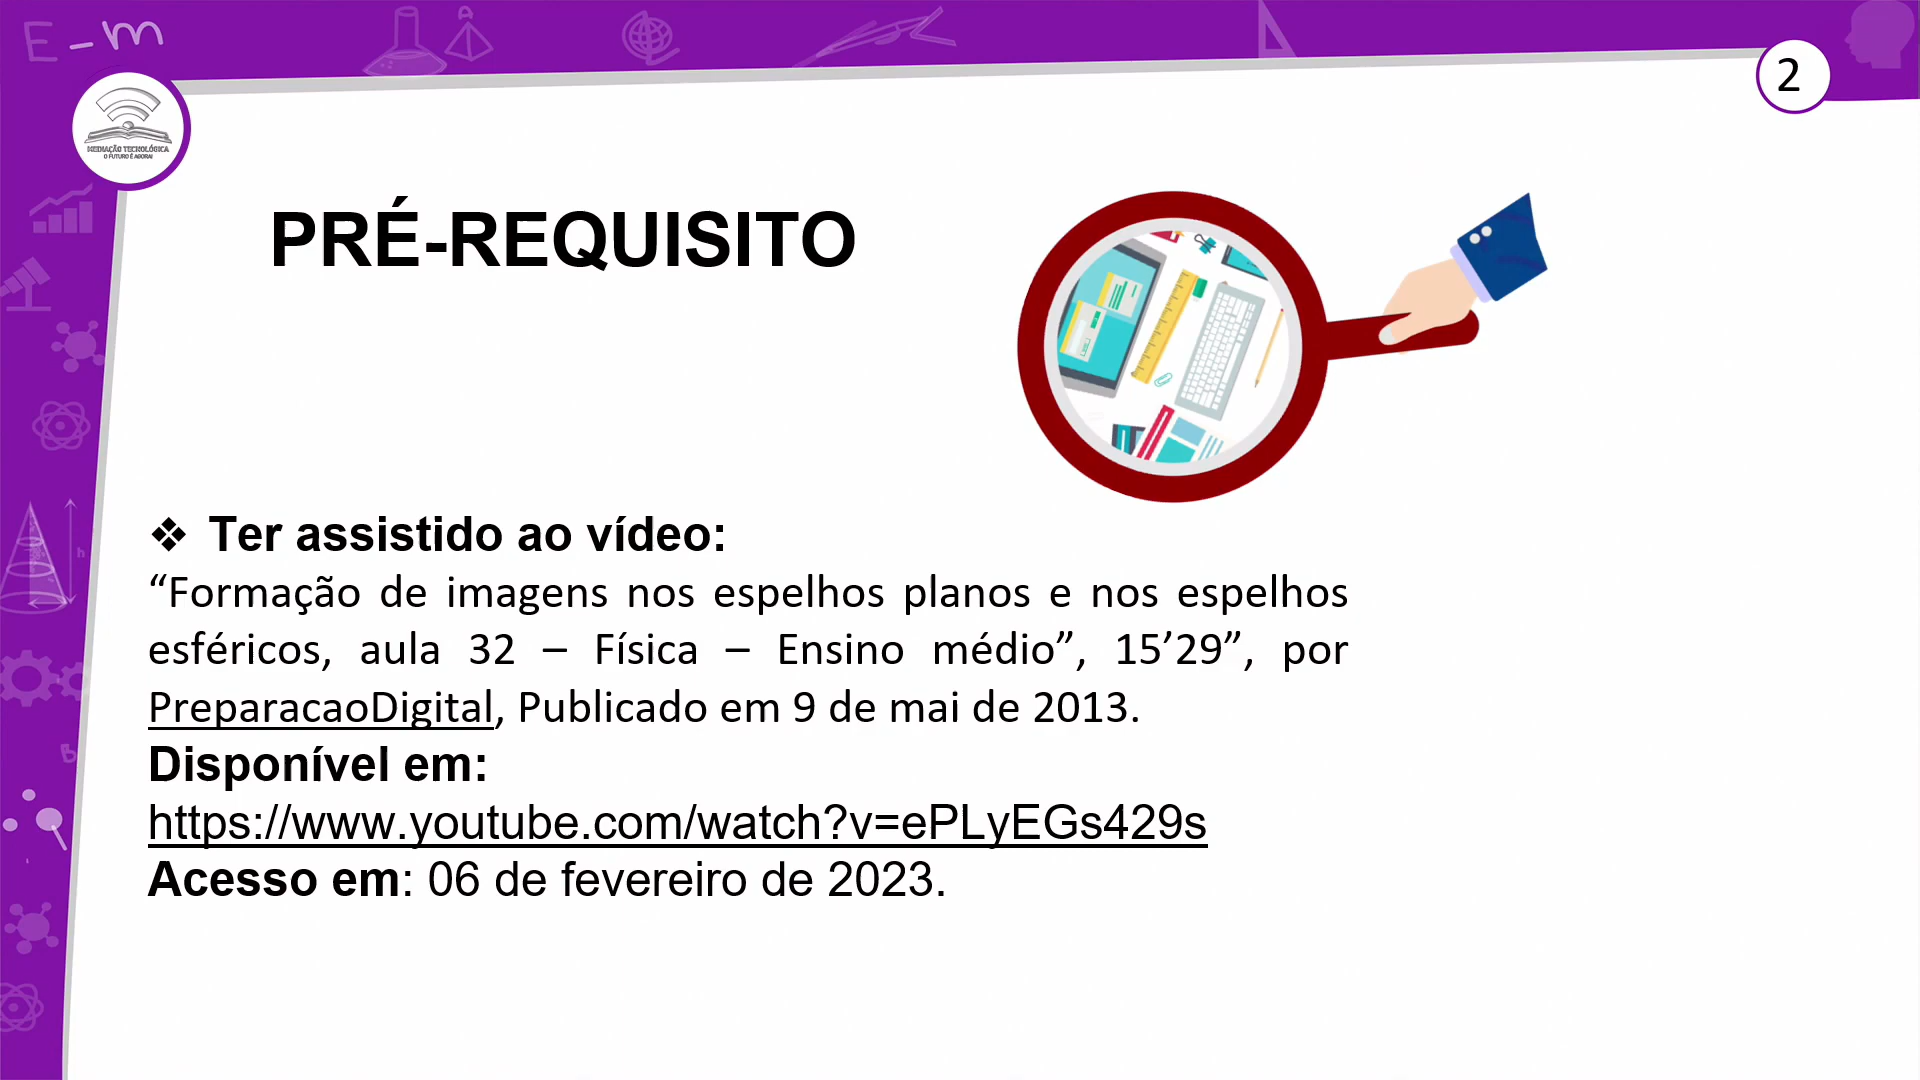 E-m
2
MEDIAÇÃO TECNOLÓGICA
O FUTURO É AGORA!
PRÉ-REQUISITO
❖ Ter assistido ao vídeo:
“Formação de imagens nos espelhos planos e nos espelhos
esféricos, aula 32 – Física – Ensino médio”, 15’29”, por
PreparacaoDigital, Publicado em 9 de mai de 2013.
Disponível em:
https://www.youtube.com/watch?v=ePLyEGs429s
Acesso em: 06 de fevereiro de 2023.
h
B